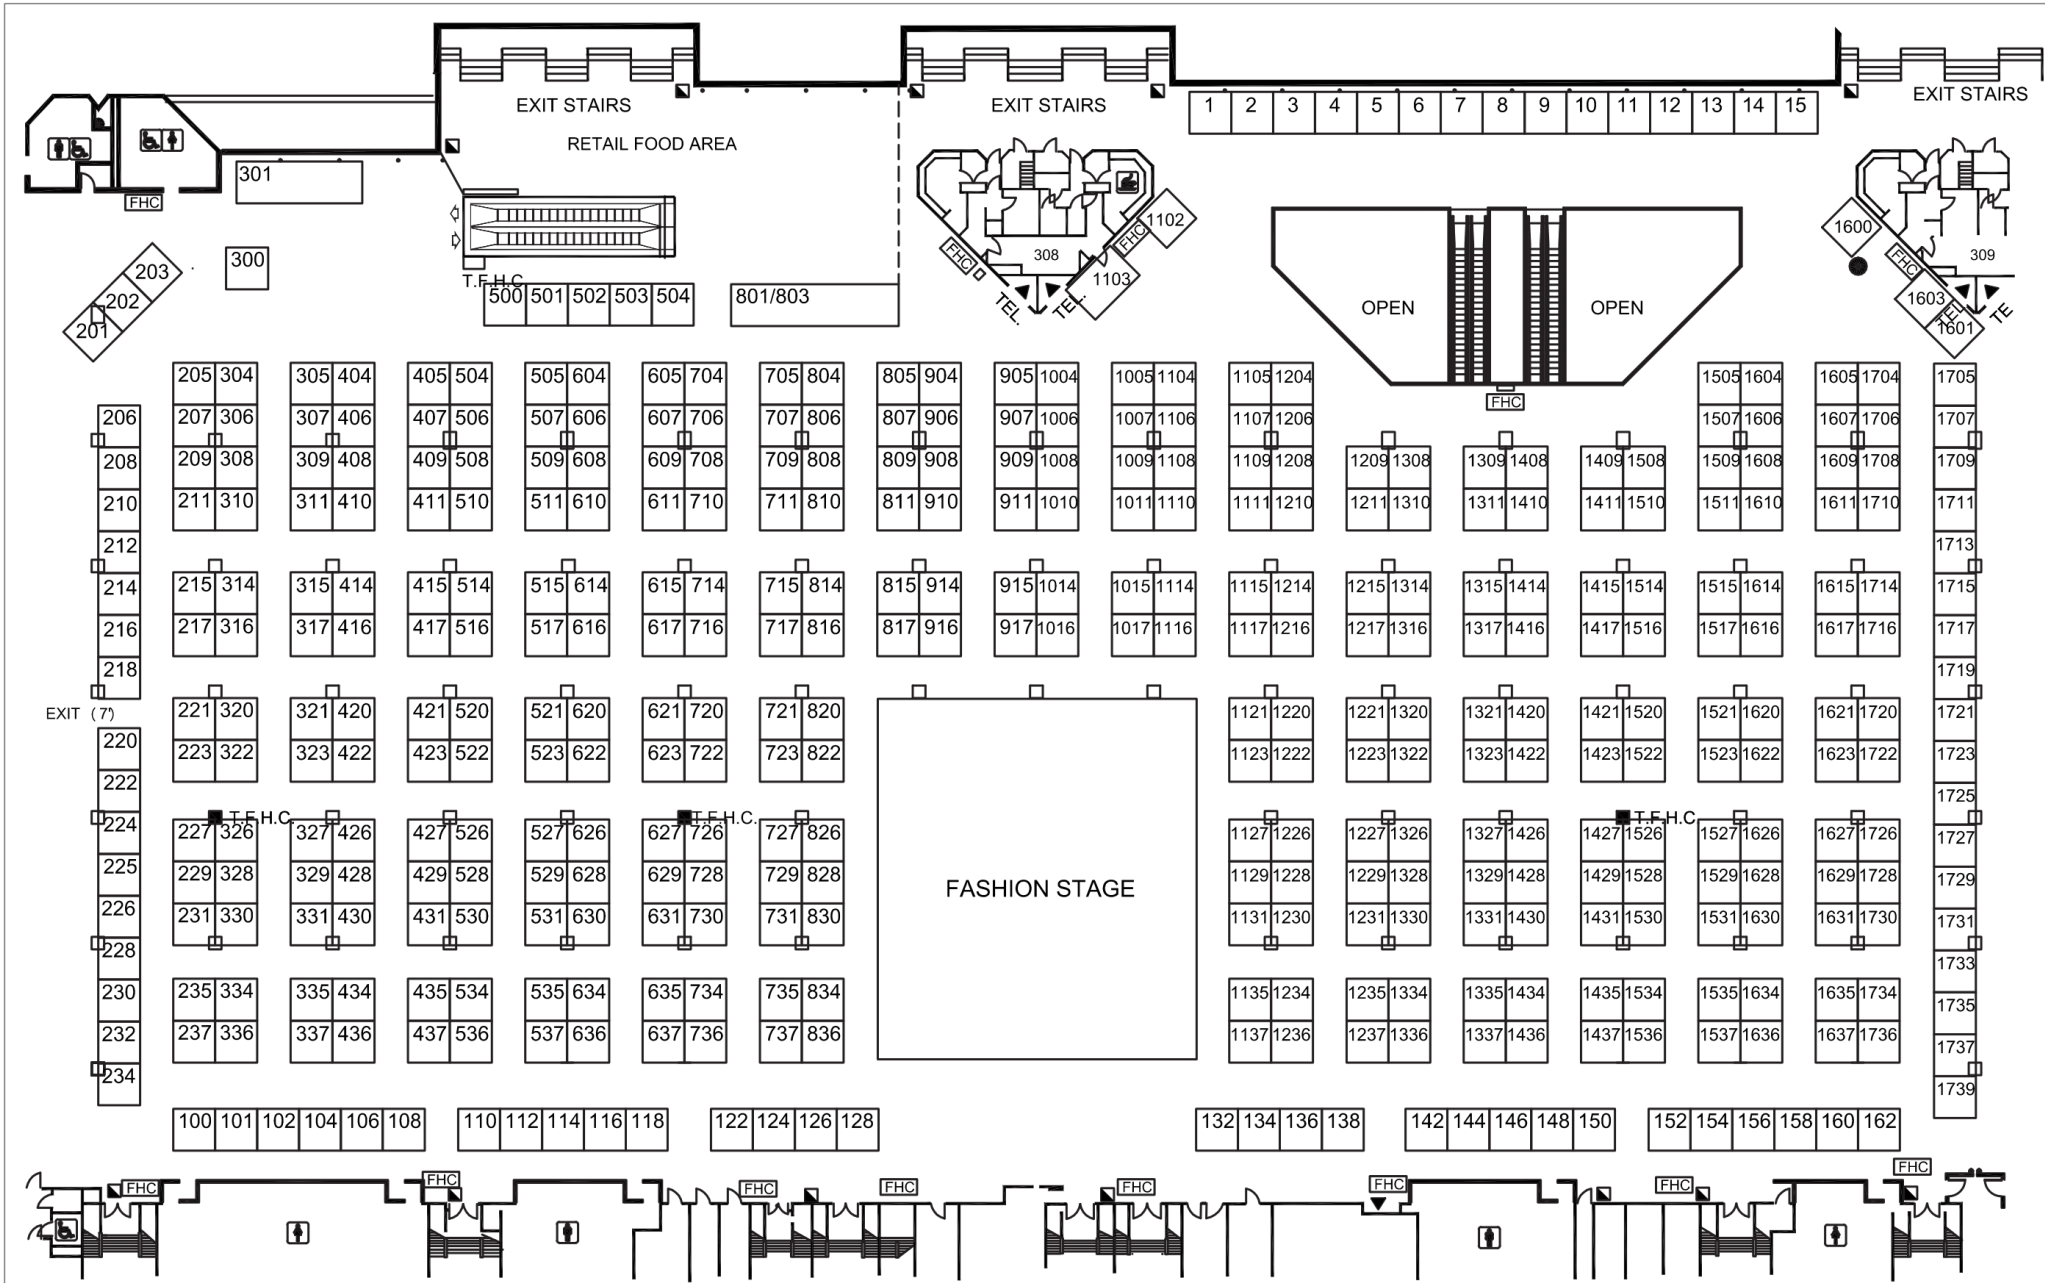 EXIT STAIRS
EXIT STAIRS
EXIT STAIRS
RETAIL FOOD AREA
1 2 3 4 5 6 7 8 9 10 11 12 13 14 15
301
FHC
FHC
FHC
308
1102
1103
TEL.
TEL.
1600
FHC
309
1603
1601
TEL
TE
203
202
201
300
T.F.H.C.
500 501 502 503 504
801/803
OPEN
OPEN
FHC
205 304 305 404 405 504 505 604 605 704 705 804 805 904 905 1004 1005 1104 1105 1204 1505 1604 1605 1704 1705
206 207 306 307 406 407 506 507 606 607 706 707 806 807 906 907 1006 1007 1106 1107 1206 1507 1606 1607 1706 1707
208 209 308 309 408 409 508 509 608 609 708 709 808 809 908 909 1008 1009 1108 1109 1208 1209 1308 1309 1408 1409 1508 1509 1608 1609 1708 1709
210 211 310 311 410 411 510 511 610 611 710 711 810 811 910 911 1010 1011 1110 1111 1210 1211 1310 1311 1410 1411 1510 1511 1610 1611 1710 1711
212 1713
214 215 314 315 414 415 514 515 614 615 714 715 814 815 914 915 1014 1015 1114 1115 1214 1215 1314 1315 1414 1415 1514 1515 1614 1615 1714 1715
216 217 316 317 416 417 516 517 616 617 716 717 816 817 916 917 1016 1017 1116 1117 1216 1217 1316 1317 1416 1417 1516 1517 1616 1617 1716 1717
218 1719
EXIT (7')
221 320 321 420 421 520 521 620 621 720 721 820 1121 1220 1221 1320 1321 1420 1421 1520 1521 1620 1621 1720 1721
220 223 322 323 422 423 522 523 622 623 722 723 822 1123 1222 1223 1322 1323 1422 1423 1522 1523 1622 1623 1722 1723
222 1725
T.F.H.C. T.F.H.C. T.F.H.C
224 227 326 327 426 427 526 527 626 627 726 727 826 1127 1226 1227 1326 1327 1426 1427 1526 1527 1626 1627 1726 1727
225 229 328 329 428 429 528 529 628 629 728 729 828 1129 1228 1229 1328 1329 1428 1429 1528 1529 1628 1629 1728 1729
FASHION STAGE
226 231 330 331 430 431 530 531 630 631 730 731 830 1131 1230 1231 1330 1331 1430 1431 1530 1531 1630 1631 1730 1731
228 1733
230 235 334 335 434 435 534 535 634 635 734 735 834 1135 1234 1235 1334 1335 1434 1435 1534 1535 1634 1635 1734 1735
232 237 336 337 436 437 536 537 636 637 736 737 836 1137 1236 1237 1336 1337 1436 1437 1536 1537 1636 1637 1736 1737
234 1739
100 101 102 104 106 108 110 112 114 116 118 122 124 126 128 132 134 136 138 142 144 146 148 150 152 154 156 158 160 162
FHC FHC FHC FHC FHC FHC FHC FHC